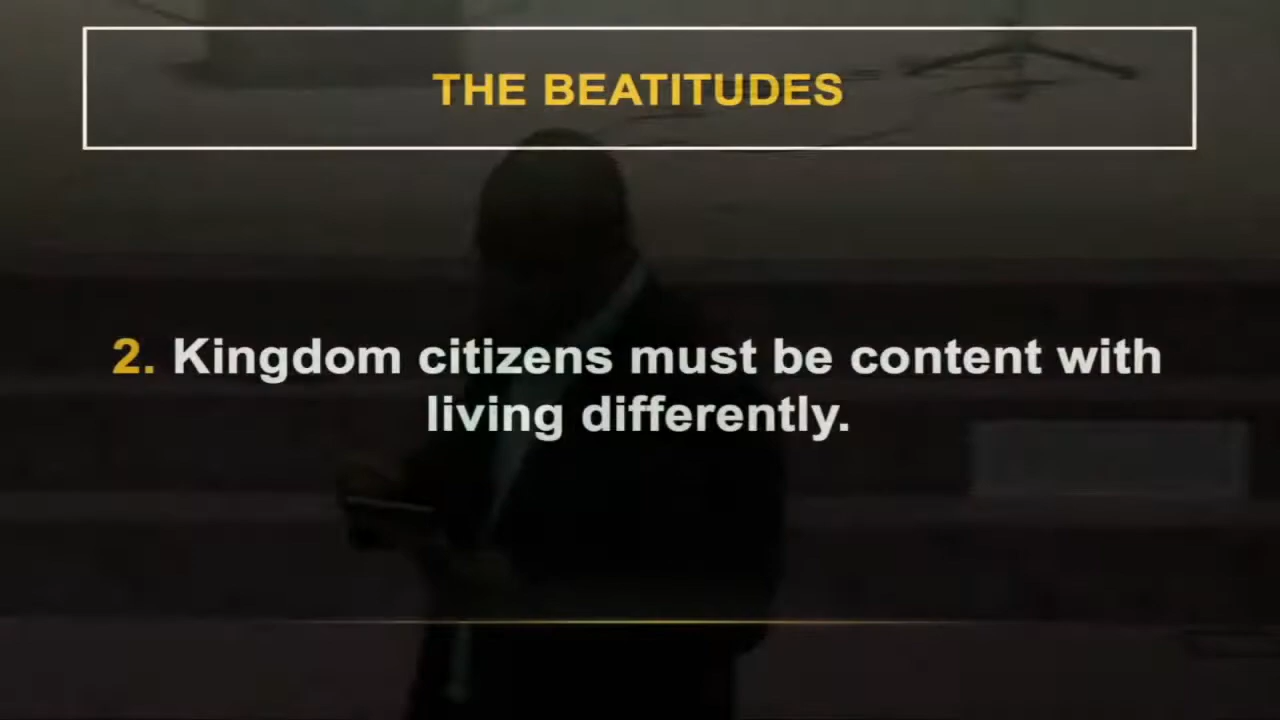 THE BEATITUDES
2. Kingdom citizens must be content with
living differently.